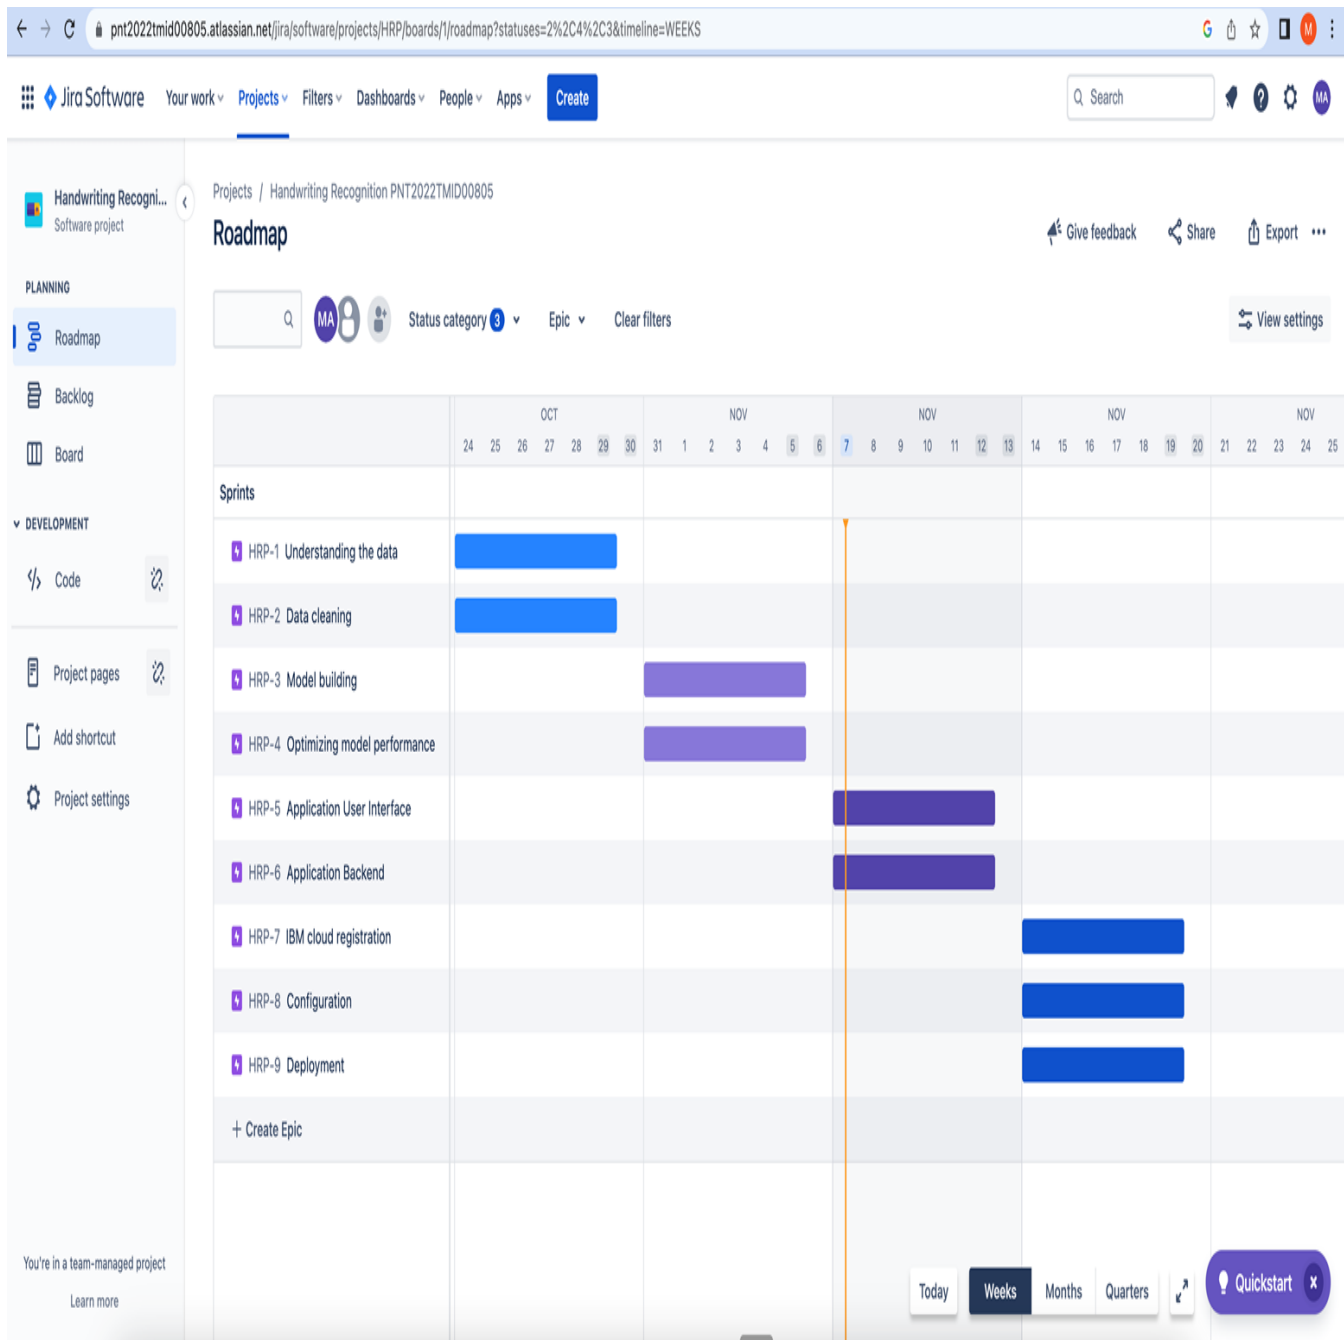 pnt2022tmid00805.atlassian.net/jira/software/projects/HRP/boards/1/roadmap?statuses=2%2C4%2C3&timeline=WEEKS
G
M
Jira Software Your work Projects Filters Dashboards People Apps Create Search ? MA
Handwriting Recogni...
Software project
PLANNING
Roadmap
Backlog
Board
DEVELOPMENT
Code
Project pages
Add shortcut
Project settings
You're in a team-managed project
Learn more
Projects / Handwriting Recognition PNT2022TMID00805
Roadmap
Give feedback Share Export
MA Status category 3 Epic Clear filters View settings
OCT NOV NOV NOV NOV
24 25 26 27 28 29 30 31 1 2 3 4 5 6 7 8 9 10 11 12 13 14 15 16 17 18 19 20 21 22 23 24 25
Sprints
HRP-1 Understanding the data
HRP-2 Data cleaning
HRP-3 Model building
HRP-4 Optimizing model performance
HRP-5 Application User Interface
HRP-6 Application Backend
HRP-7 IBM cloud registration
HRP-8 Configuration
HRP-9 Deployment
+ Create Epic
Today Weeks Months Quarters
Quickstart